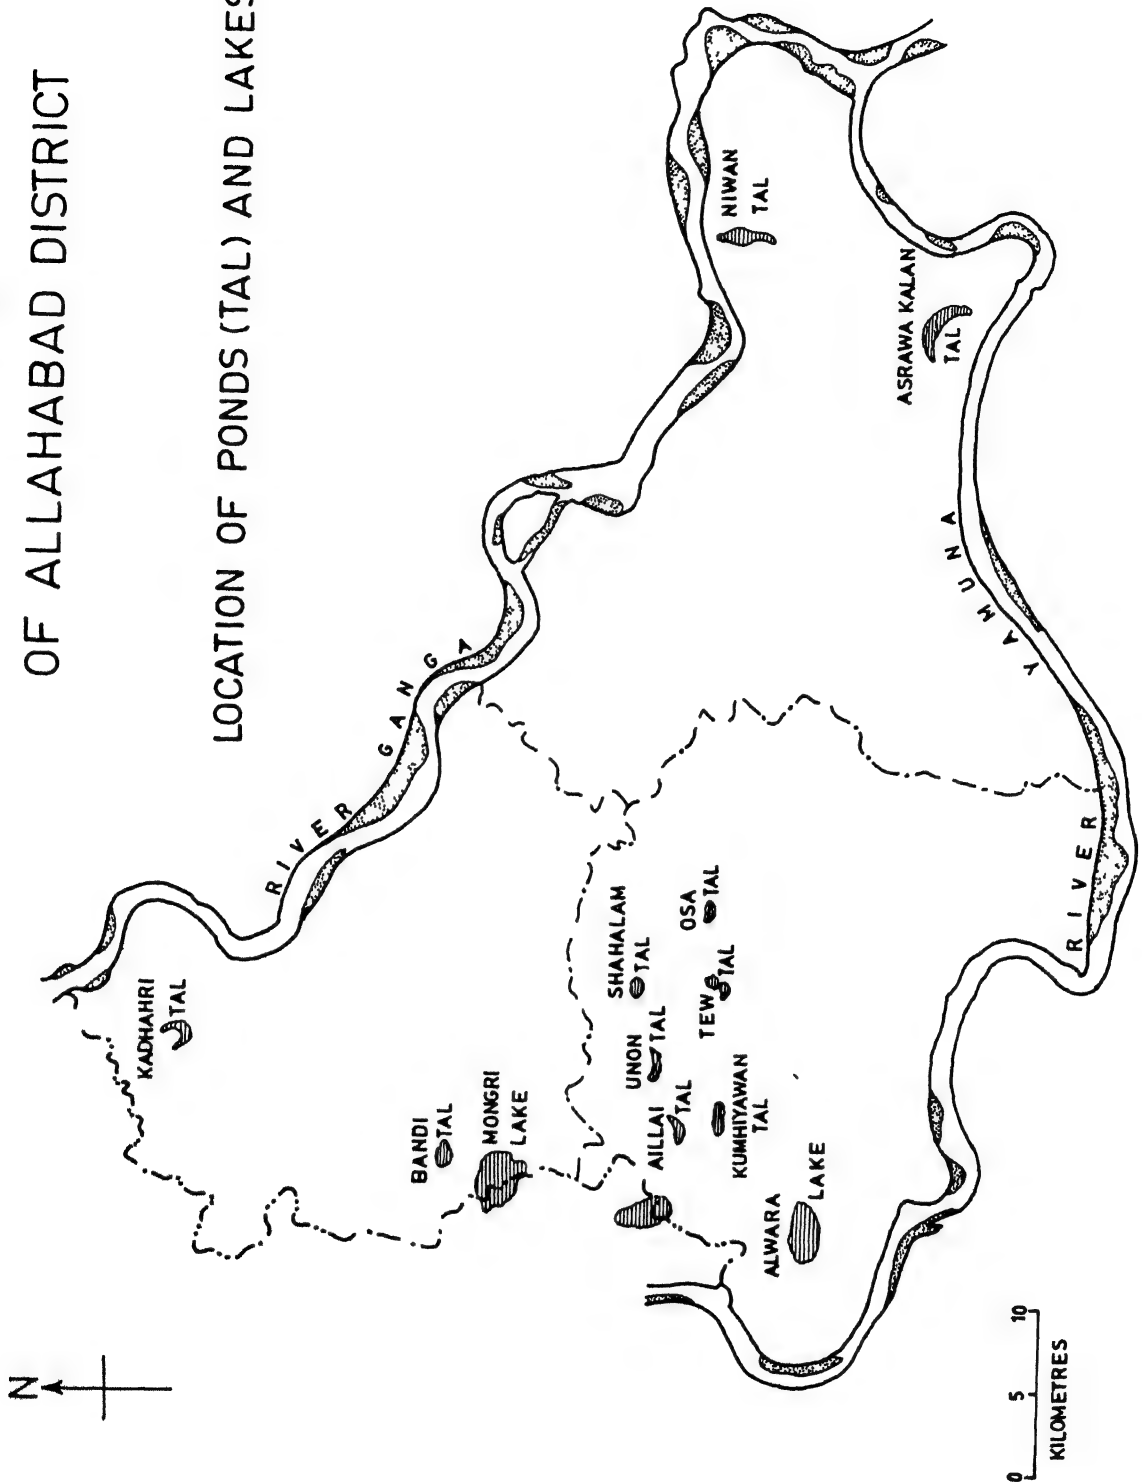 OF ALLAHABAD DISTRICT
LOCATION OF PONDS (TAL) AND LAKES
N
RIVER GANGA
KADHAHRI
TAL
BANDI
TAL
MONGRI
LAKE
SHAHALAM
TAL
OSA
TAL
UNON
TAL
TEW
TAL
AILLAI
TAL
KUMHIYAWAN
TAL
ALWARA
LAKE
NIWAN
TAL
ASRAWA KALAN
TAL
RIVER YAMUNA
0 5 10
KILOMETRES